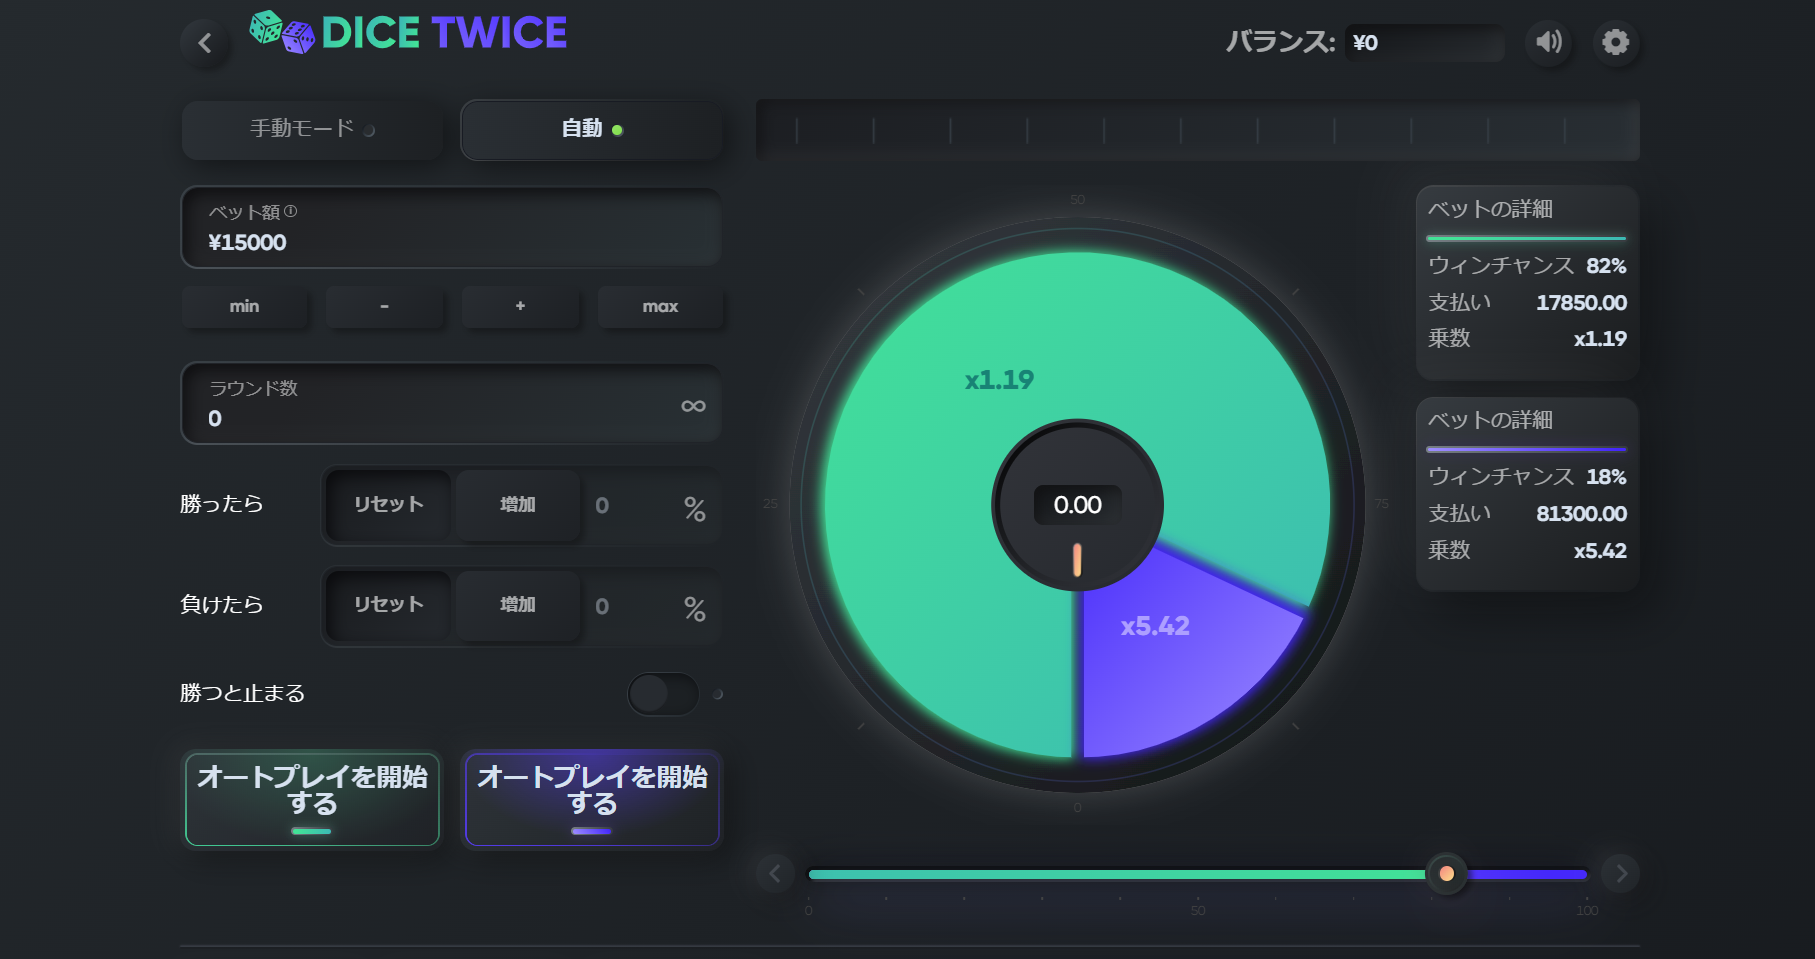 DICE TWICE
バランス: ¥0
手動モード
自動
ベット額
¥15000
min
-
+
max
ラウンド数
0
∞
勝ったら
リセット
増加
0
%
負けたら
リセット
増加
0
%
勝つと止まる
オートプレイを開始
する
オートプレイを開始
する
50
25
75
0
x1.19
0.00
x5.42
ベットの詳細
ウィンチャンス 82%
支払い 17850.00
乗数 x1.19
ベットの詳細
ウィンチャンス 18%
支払い 81300.00
乗数 x5.42
0
50
100